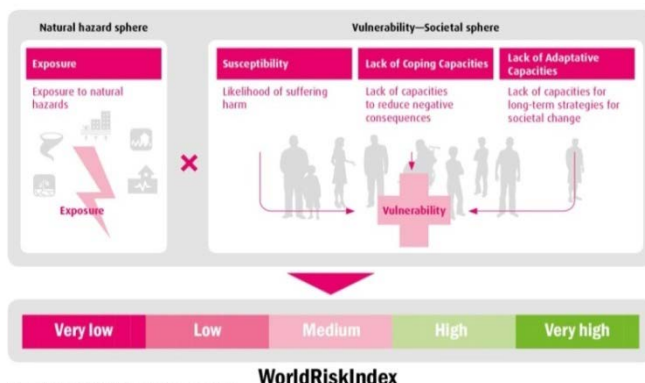 Natural hazard sphere
Vulnerability—Societal sphere
Exposure
Exposure to natural
hazards
Exposure
×
Susceptibility
Likelihood of suffering
harm
Lack of Coping Capacities
Lack of capacities
to reduce negative
consequences
Lack of Adaptative
Capacities
Lack of capacities for
long-term strategies for
societal change
Vulnerability
Very low
Low
Medium
High
Very high
WorldRiskIndex